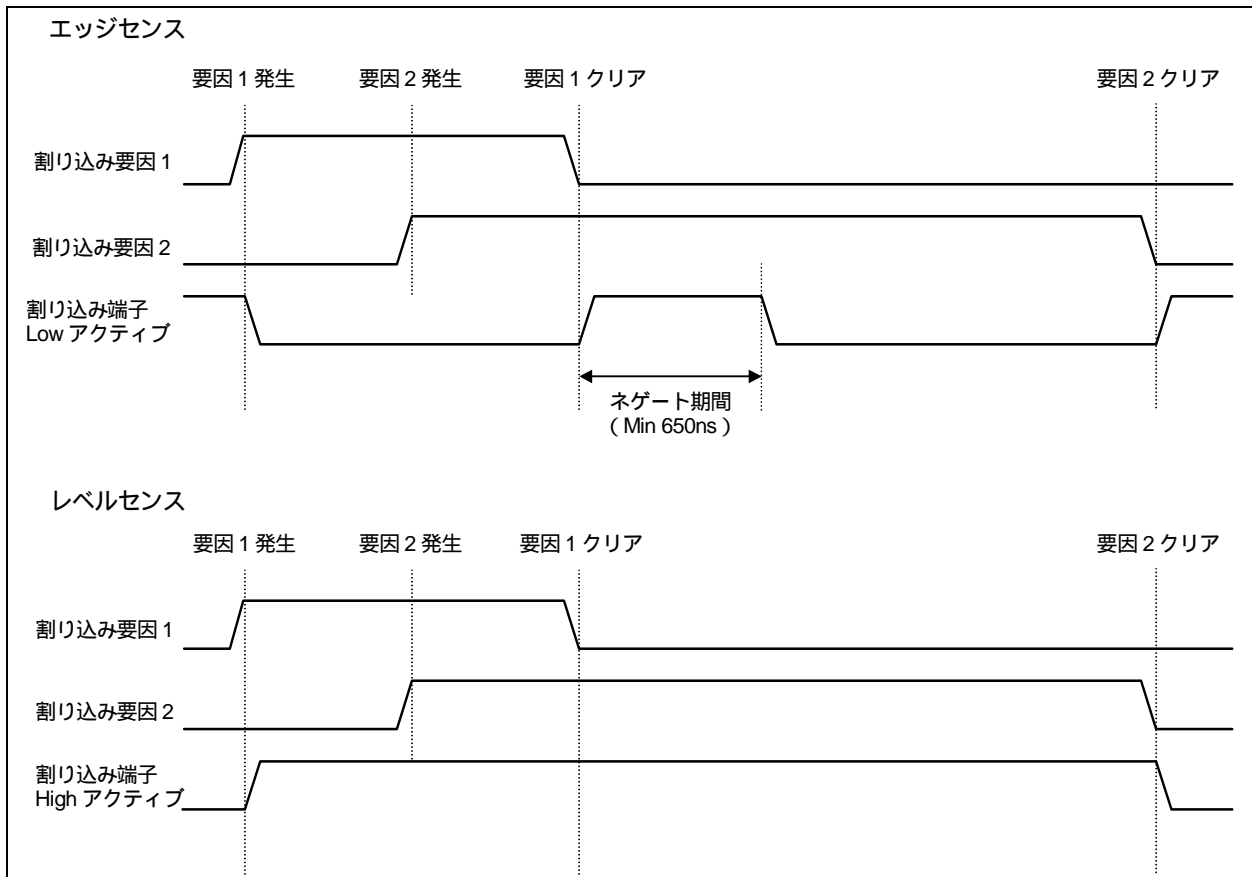 エッジセンス
要因1発生
要因2発生
要因1クリア
要因2クリア
割り込み要因1
割り込み要因2
割り込み端子
Low アクティブ
ネゲート期間
( Min 650ns )
レベルセンス
要因1発生
要因2発生
要因1クリア
要因2クリア
割り込み要因1
割り込み要因2
割り込み端子
High アクティブ